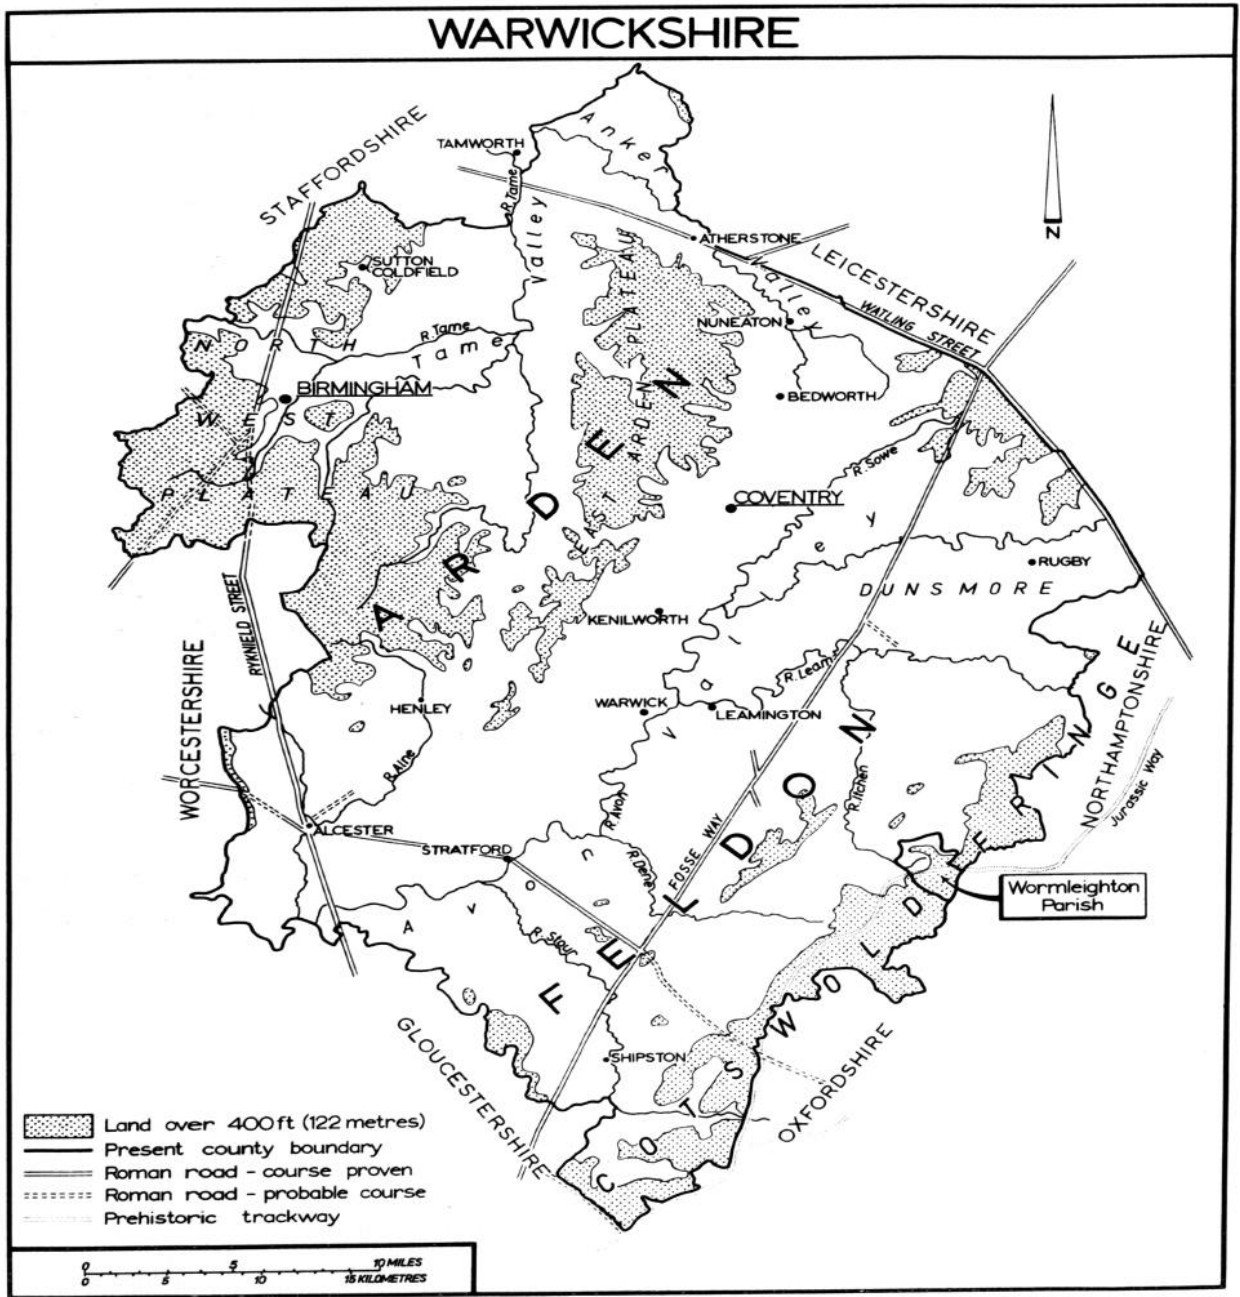 WARWICKSHIRE
STAFFORDSHIRE
TAMWORTH
R. Tame
Anker
Valley
Valley
N
ATHERSTONE
LEICESTERSHIRE
WATLING STREET
SUTTON
COLDFIELD
NUNEATON
R. Tame
Tame
NORTH
WEST
PLATEAU
BIRMINGHAM
BEDWORTH
EAST ARDEN PLATEAU
ARDEN
R. Sowe
COVENTRY
RUGBY
DUNSMORE
KENILWORTH
RYKNIELD STREET
WORCESTERSHIRE
R. Leam
HENLEY
WARWICK
LEAMINGTON
R. Alne
R. Itchen
NORTHAMPTONSHIRE
Jurassic Way
ALCESTER
STRATFORD
R. Avon
R. Dene
FOSSE WAY
FELDON
Avon Valley
R. Stour
Wormleighton
Parish
COTSWOLD FRINGE
SHIPSTON
GLOUCESTERSHIRE
OXFORDSHIRE
Land over 400ft (122 metres)
Present county boundary
Roman road - course proven
Roman road - probable course
Prehistoric trackway
0 5 10 MILES
0 5 10 15 KILOMETRES